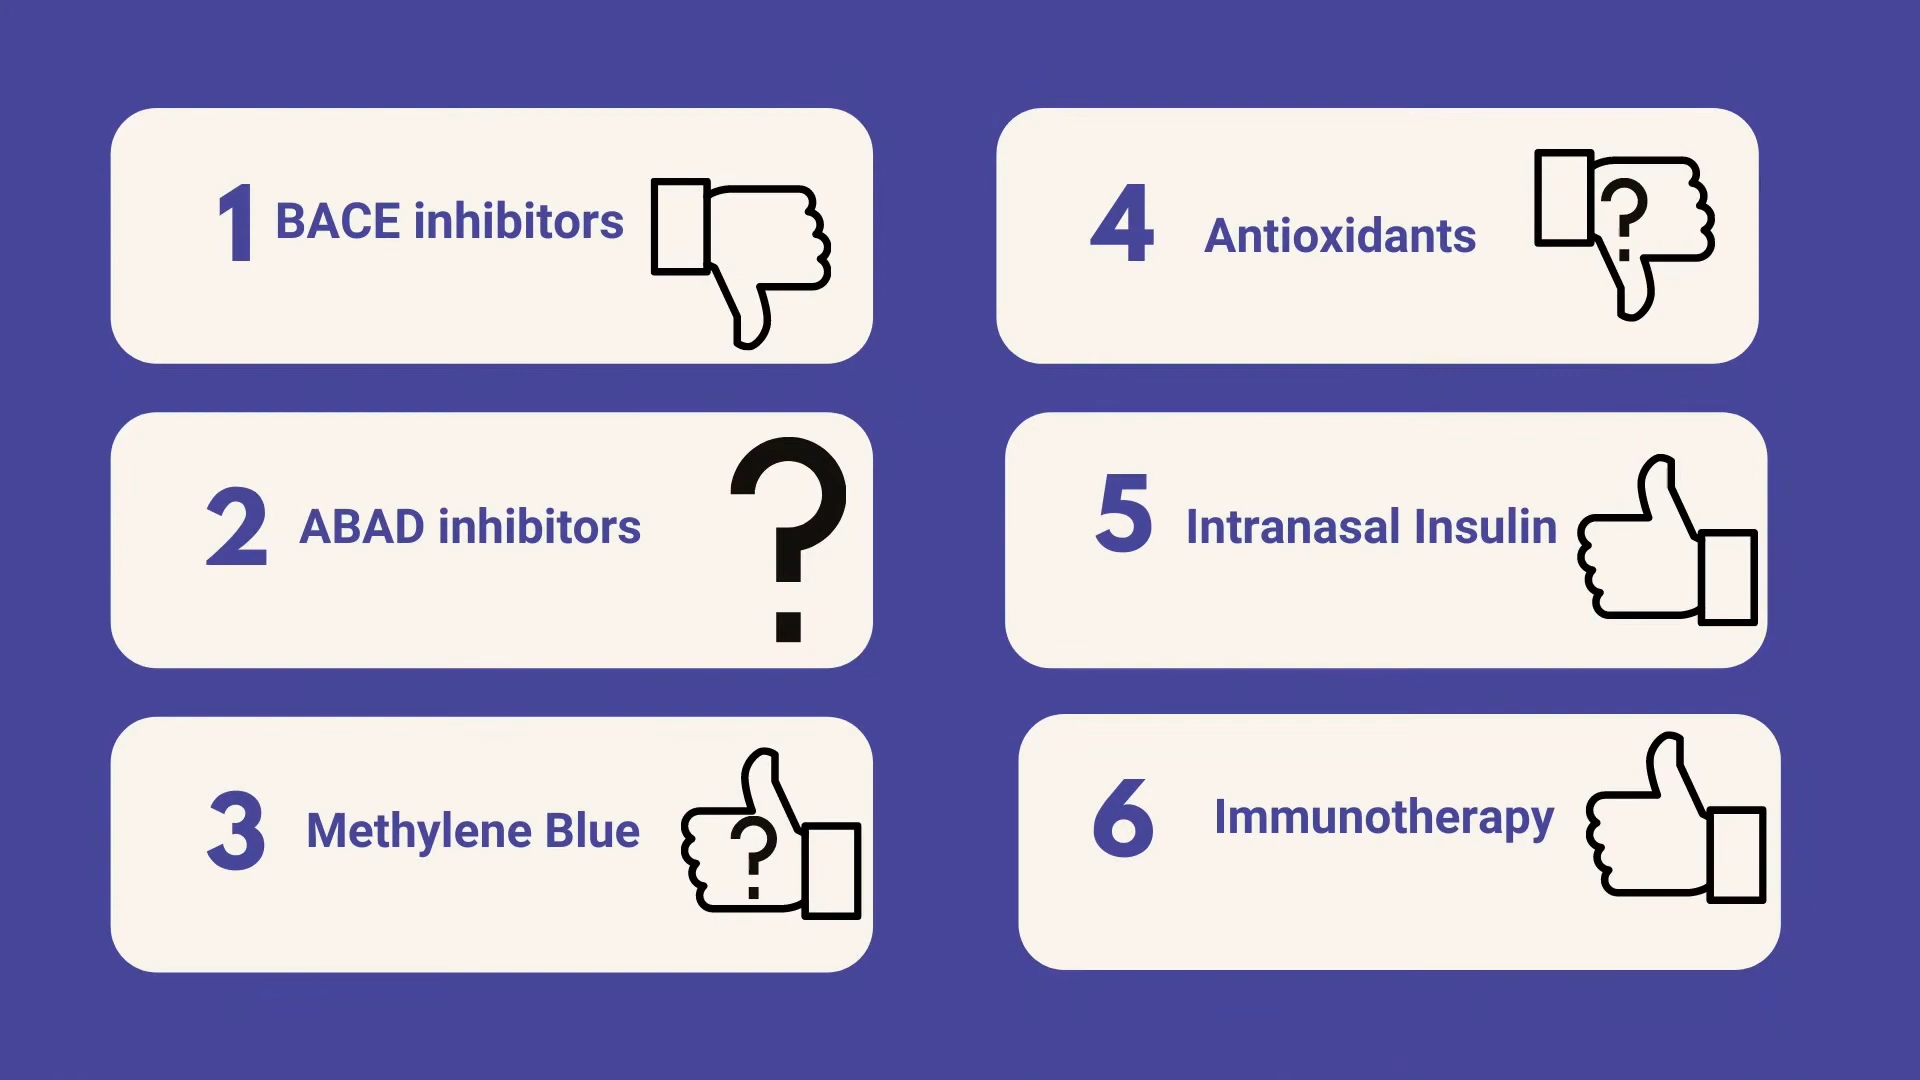 1 BACE inhibitors
2 ABAD inhibitors
?
3 Methylene Blue
?
4 Antioxidants
?
5 Intranasal Insulin
6 Immunotherapy